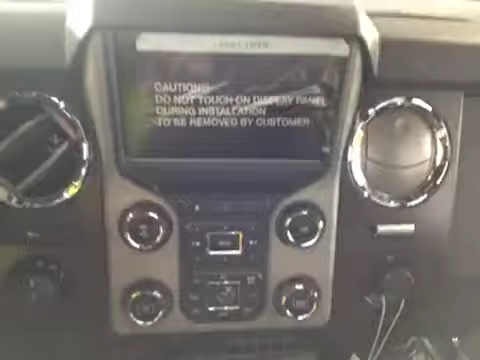 CAUTION!!!
DO NOT TOUCH ON DISPLAY PANEL
DURING INSTALLATION
TO BE REMOVED BY CUSTOMER